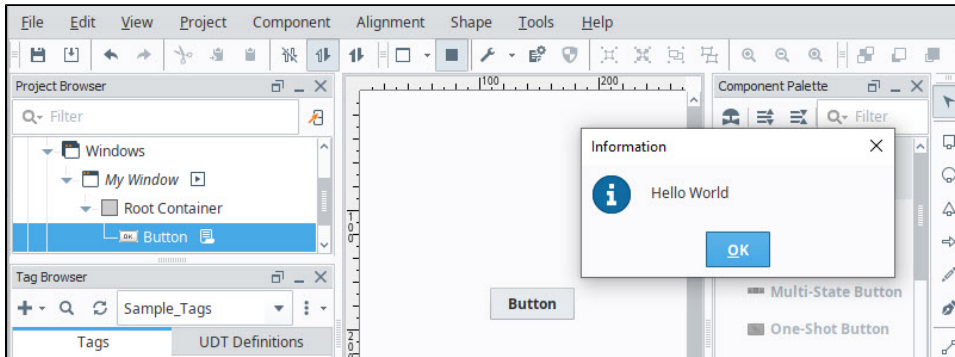 File Edit View Project Component Alignment Shape Tools Help
Project Browser
Filter
Windows
My Window
Root Container
OK Button
Tag Browser
Sample_Tags
Tags UDT Definitions
100 200
100
Button
Component Palette
Filter
Information
Hello World
OK
Multi-State Button
One-Shot Button